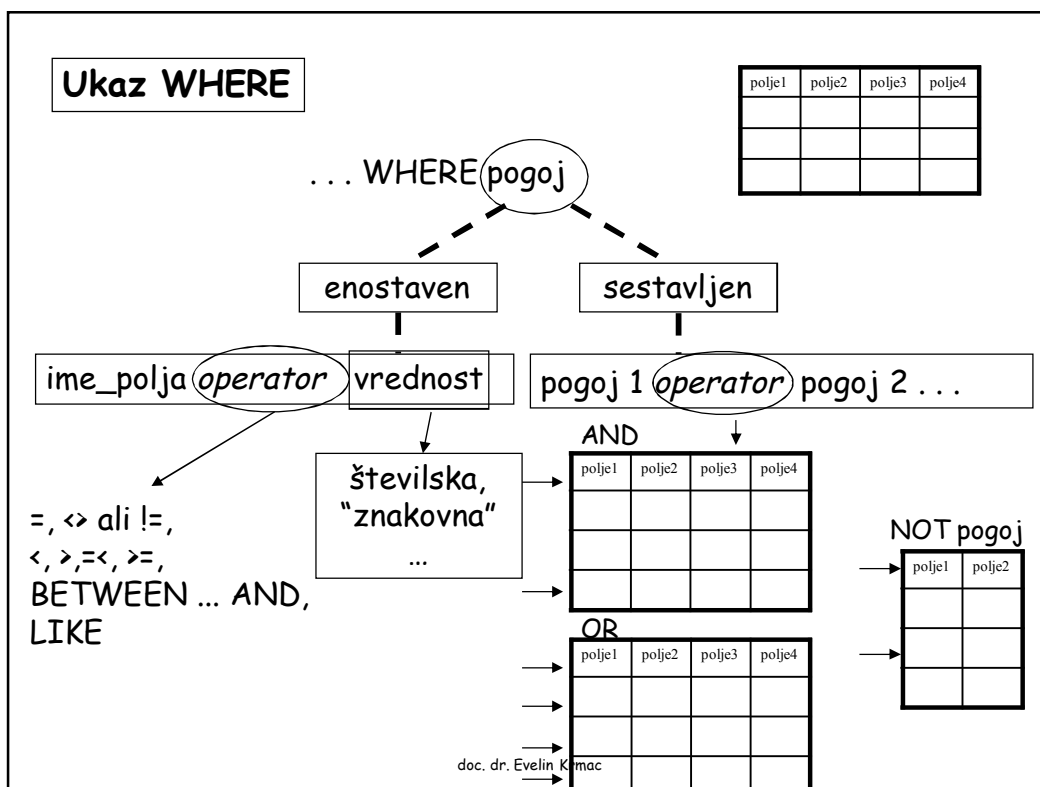 Ukaz WHERE
polje1 polje2 polje3 polje4
. . . WHERE pogoj
enostaven
sestavljen
ime_polja operator vrednost
pogoj 1 operator pogoj 2 . . .
številska,
“znakovna”
...
=, <> ali !=,
<, >,=<, >=,
BETWEEN ... AND,
LIKE
AND
polje1 polje2 polje3 polje4
OR
polje1 polje2 polje3 polje4
NOT pogoj
polje1 polje2
doc. dr. Evelin Krmac